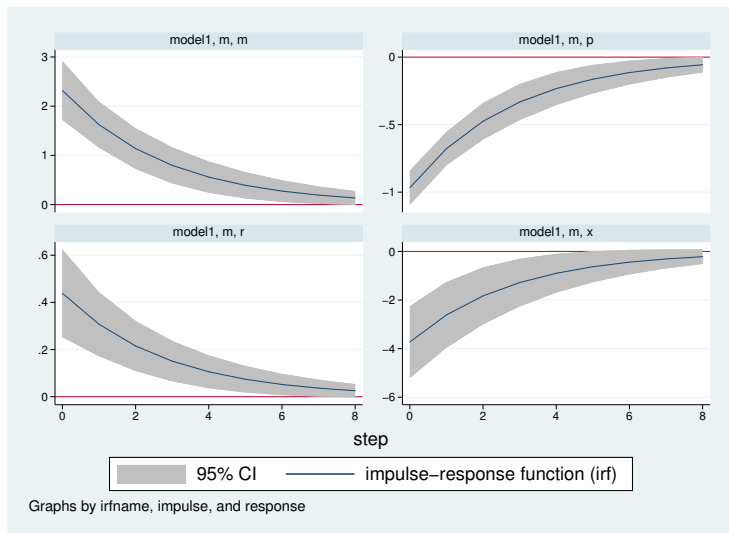 model1, m, m
3
2
1
0
model1, m, p
0
−.5
−1
model1, m, r
.6
.4
.2
0
0 2 4 6 8
model1, m, x
0
−2
−4
−6
0 2 4 6 8
step
95% CI
impulse−response function (irf)
Graphs by irfname, impulse, and response